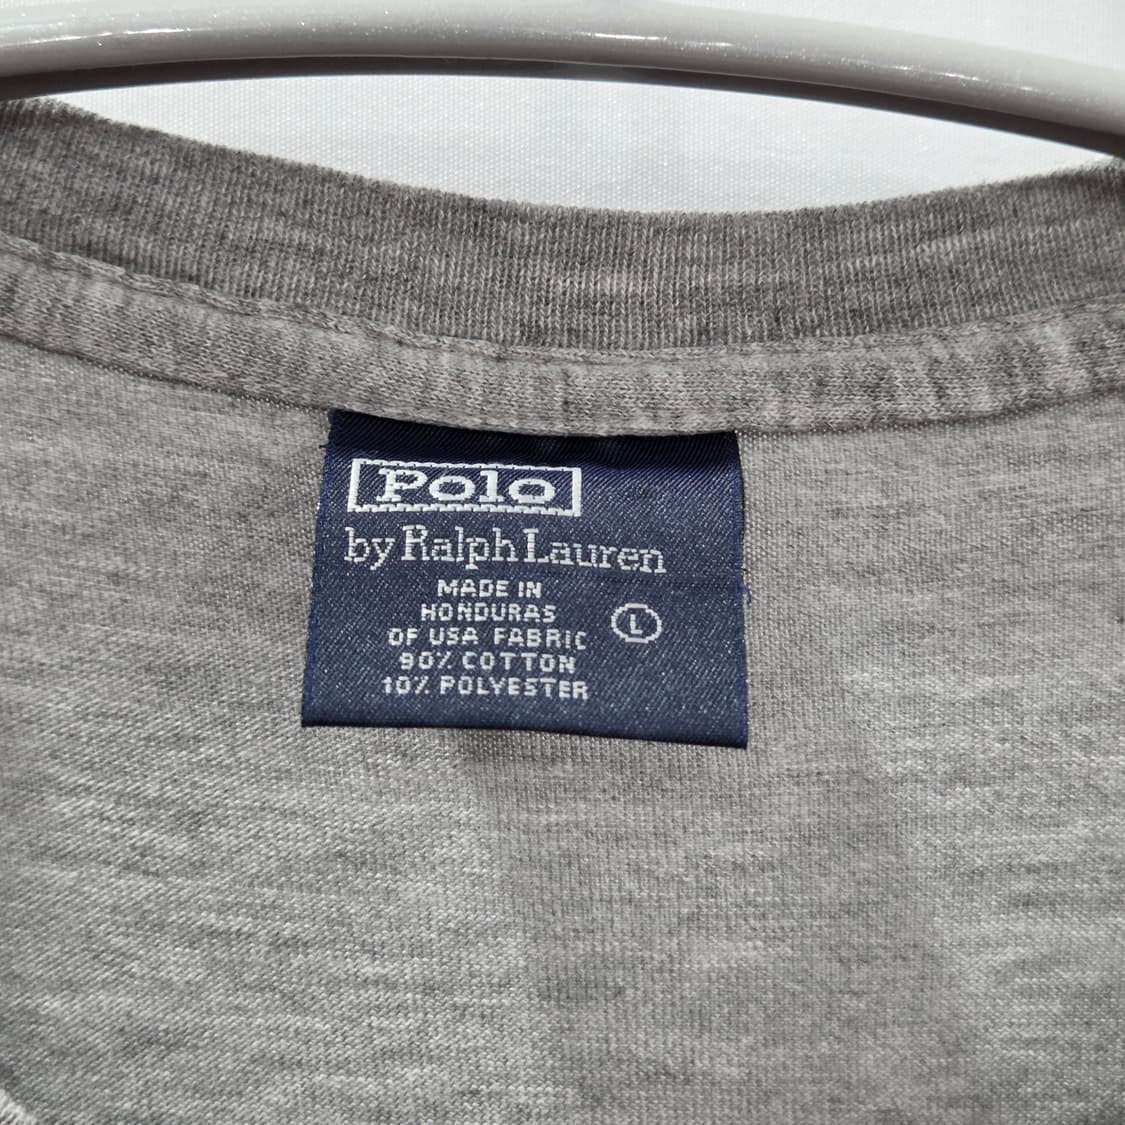 Polo
by Ralph Lauren
MADE IN
HONDURAS
OF USA FABRIC
90% COTTON
10% POLYESTER
L